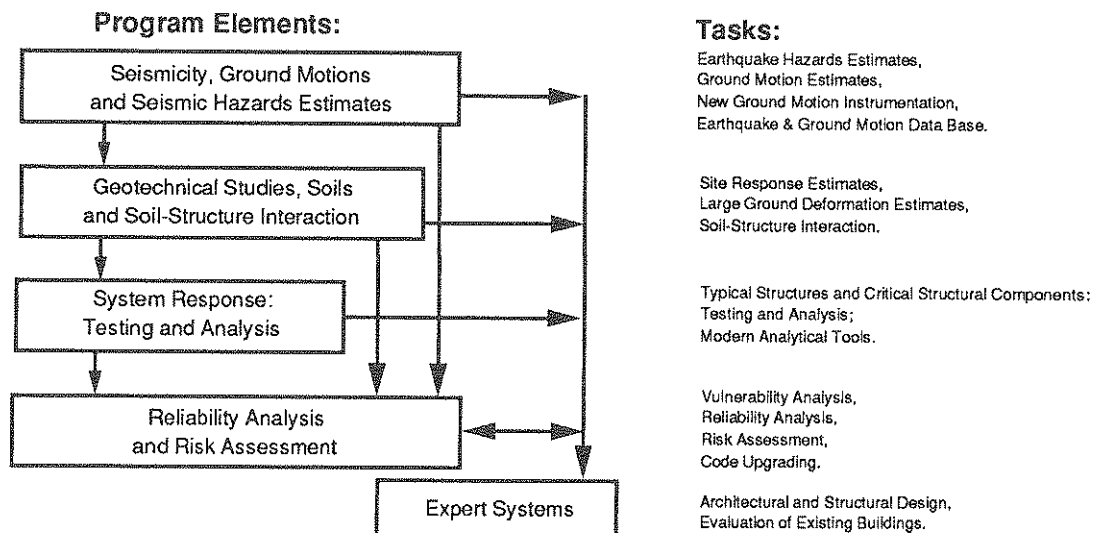 Program Elements:
Seismicity, Ground Motions
and Seismic Hazards Estimates
Geotechnical Studies, Soils
and Soil-Structure Interaction
System Response:
Testing and Analysis
Reliability Analysis
and Risk Assessment
Expert Systems
Tasks:
Earthquake Hazards Estimates,
Ground Motion Estimates,
New Ground Motion Instrumentation,
Earthquake & Ground Motion Data Base.
Site Response Estimates,
Large Ground Deformation Estimates,
Soil-Structure Interaction.
Typical Structures and Critical Structural Components:
Testing and Analysis;
Modern Analytical Tools.
Vulnerability Analysis,
Reliability Analysis,
Risk Assessment,
Code Upgrading.
Architectural and Structural Design,
Evaluation of Existing Buildings.